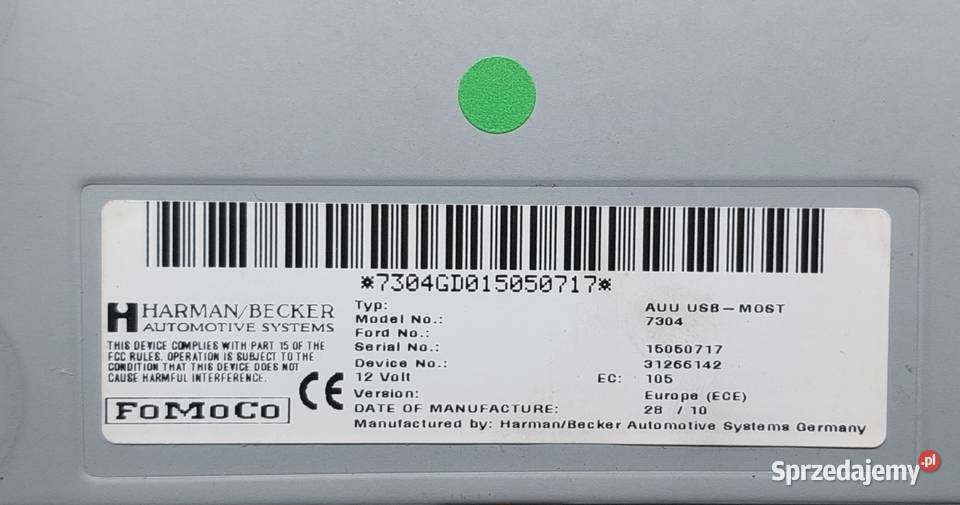 *7304GD015050717*
HARMAN/BECKER
AUTOMOTIVE SYSTEMS
THIS DEVICE COMPLIES WITH PART 15 OF THE
FCC RULES. OPERATION IS SUBJECT TO THE
CONDITION THAT THIS DEVICE DOES NOT
CAUSE HARMFUL INTERFERENCE.
FoMoCo
CE
Typ: AUU USB-MOST
Model No.: 7304
Ford No.:
Serial No.: 15050717
Device No.: 31266142
12 Volt EC: 105
Version: Europe (ECE)
DATE OF MANUFACTURE: 28 / 10
Manufactured by: Harman/Becker Automotive Systems Germany
Sprzedajemy.pl